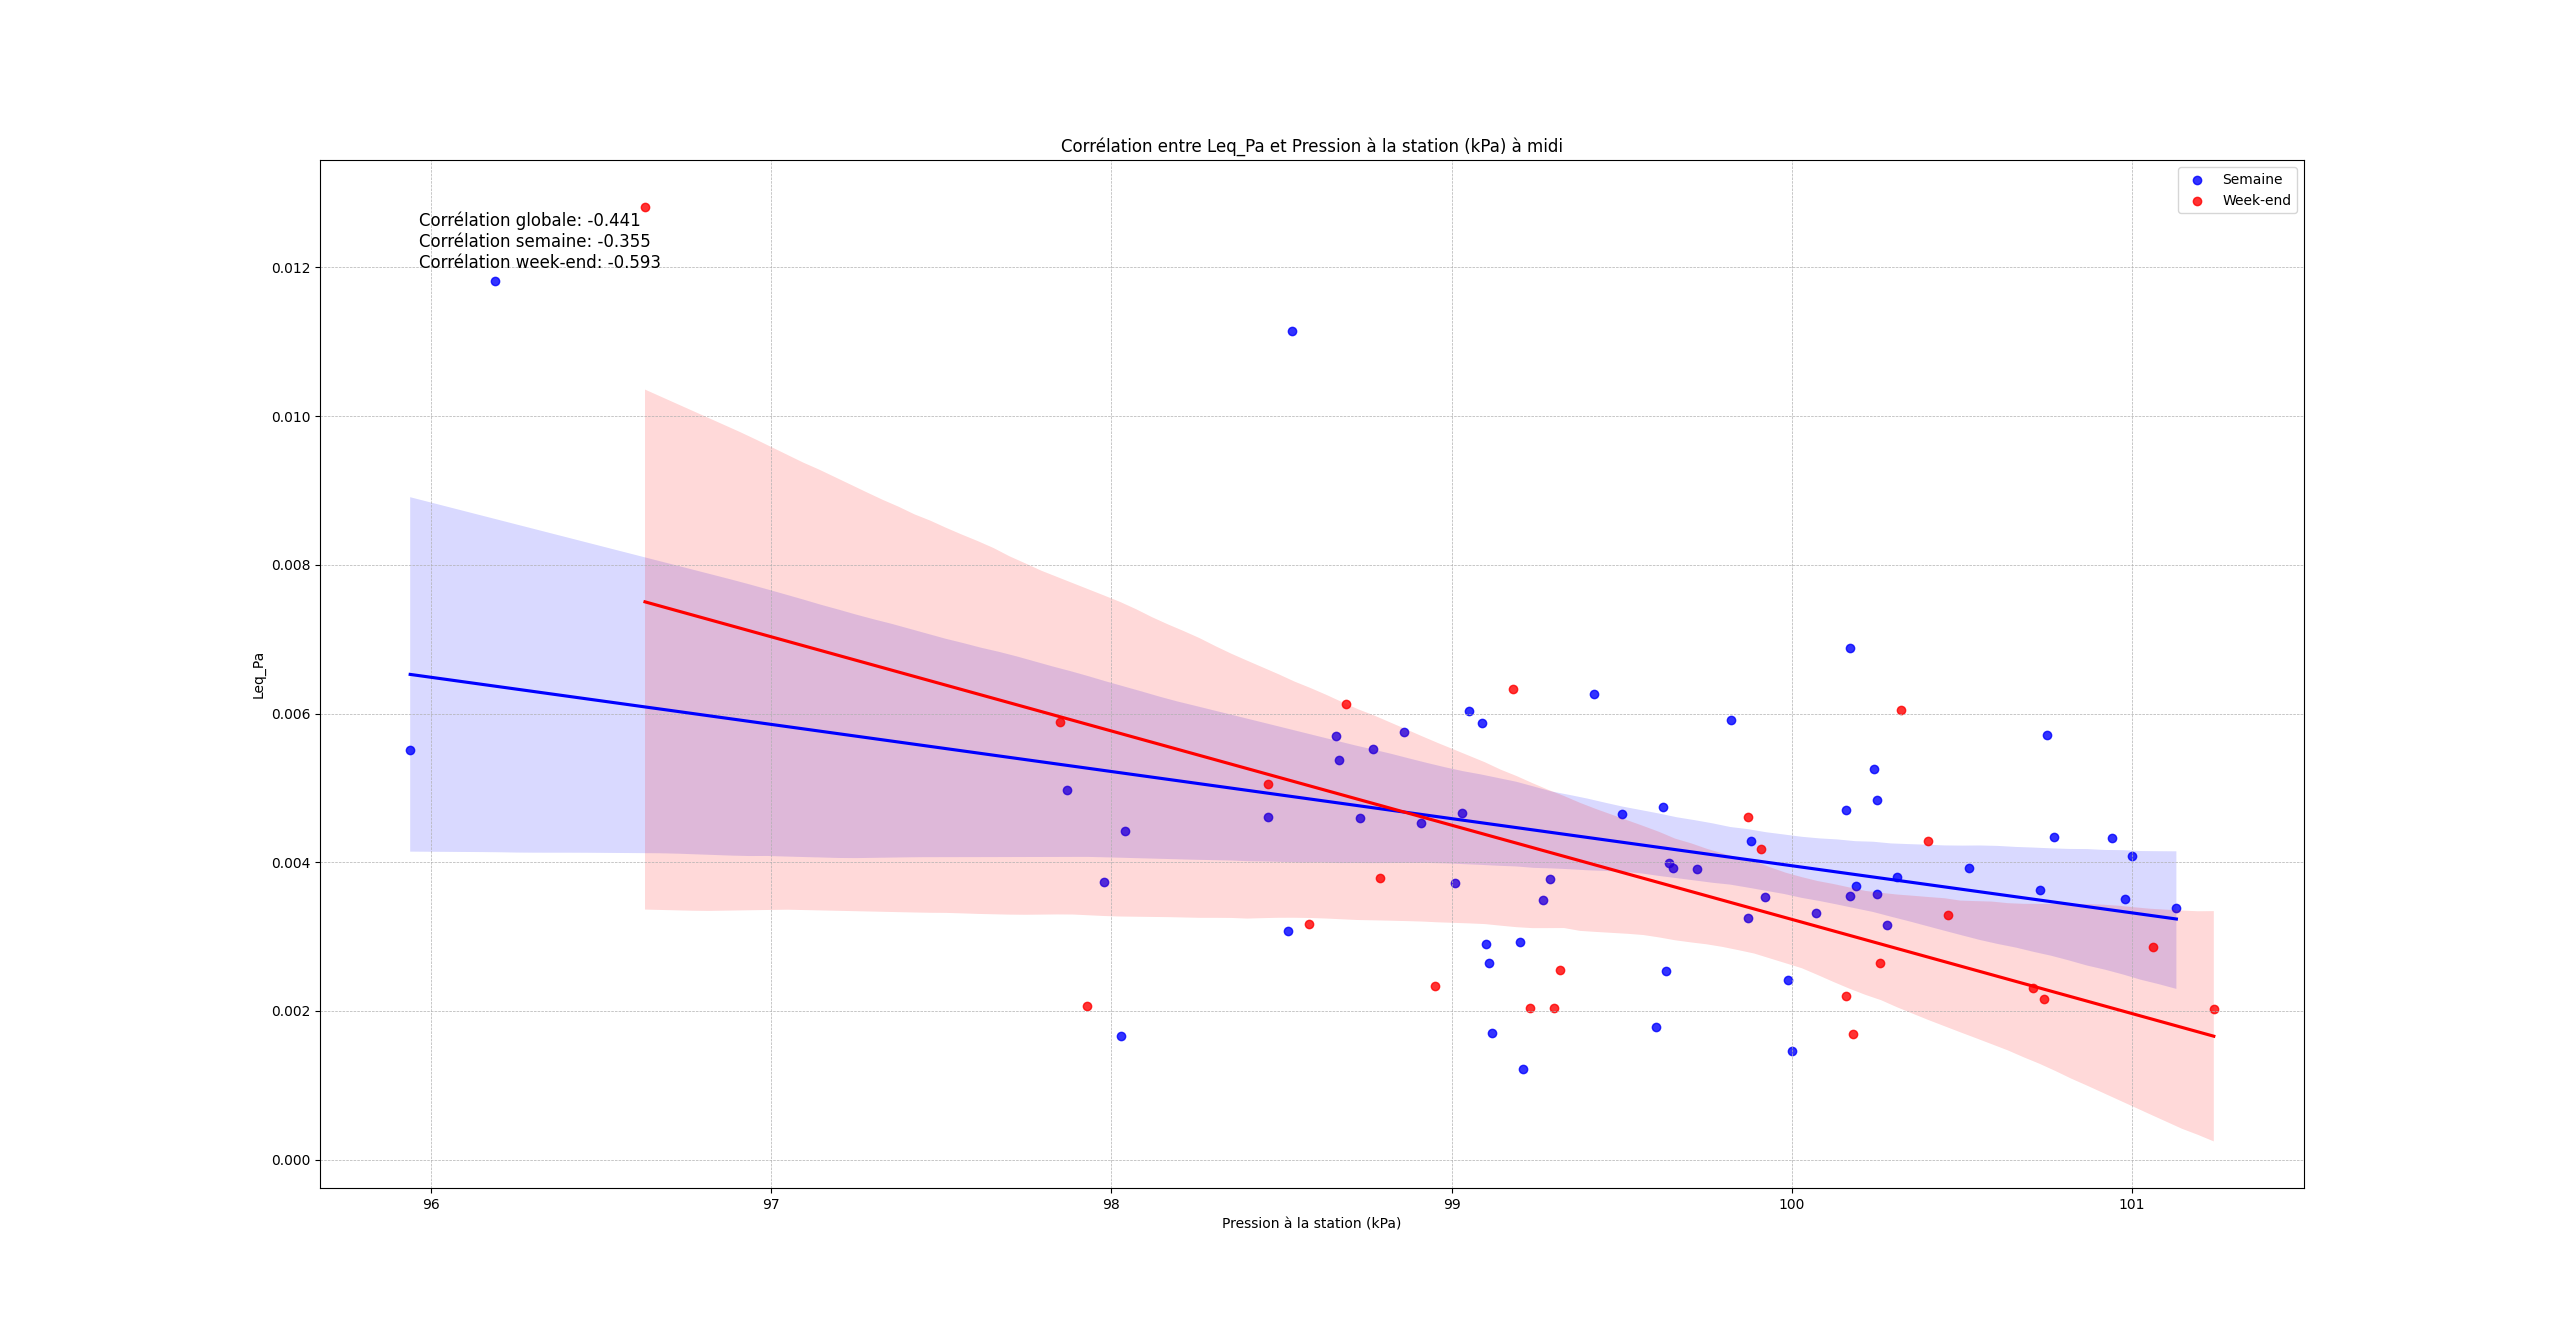 Corrélation entre Leq_Pa et Pression à la station (kPa) à midi
Semaine
Week-end
Corrélation globale: -0.441
Corrélation semaine: -0.355
Corrélation week-end: -0.593
0.012
0.010
0.008
0.006
0.004
0.002
0.000
Leq_Pa
96 97 98 99 100 101
Pression à la station (kPa)